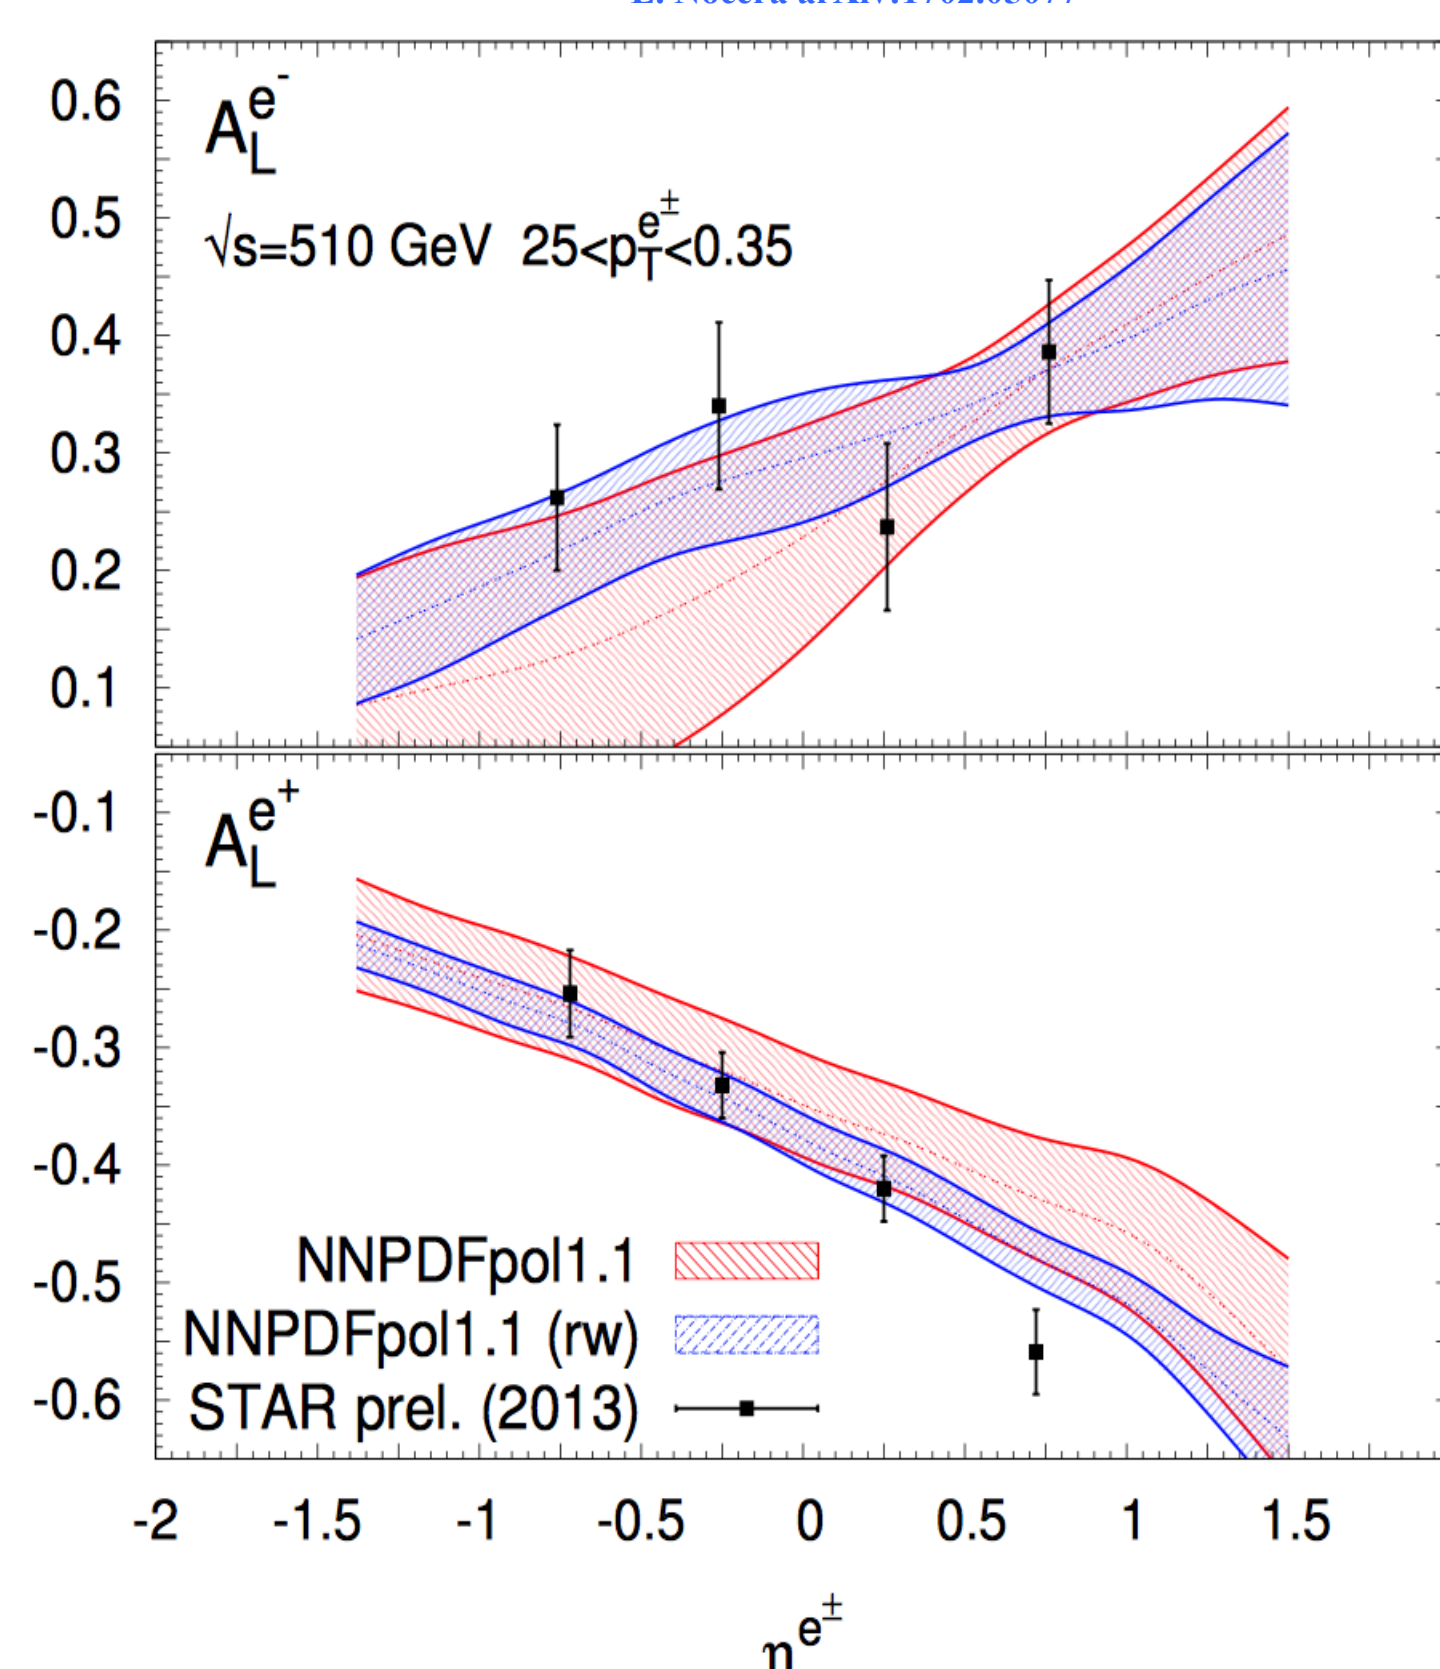 0.6
0.5
0.4
0.3
0.2
0.1
A_L^{e^-}
√s=510 GeV 25<p_T^{e^±}<0.35
-0.1
-0.2
-0.3
-0.4
-0.5
-0.6
A_L^{e^+}
NNPDFpol1.1
NNPDFpol1.1 (rw)
STAR prel. (2013)
-2 -1.5 -1 -0.5 0 0.5 1 1.5
η^{e^±}